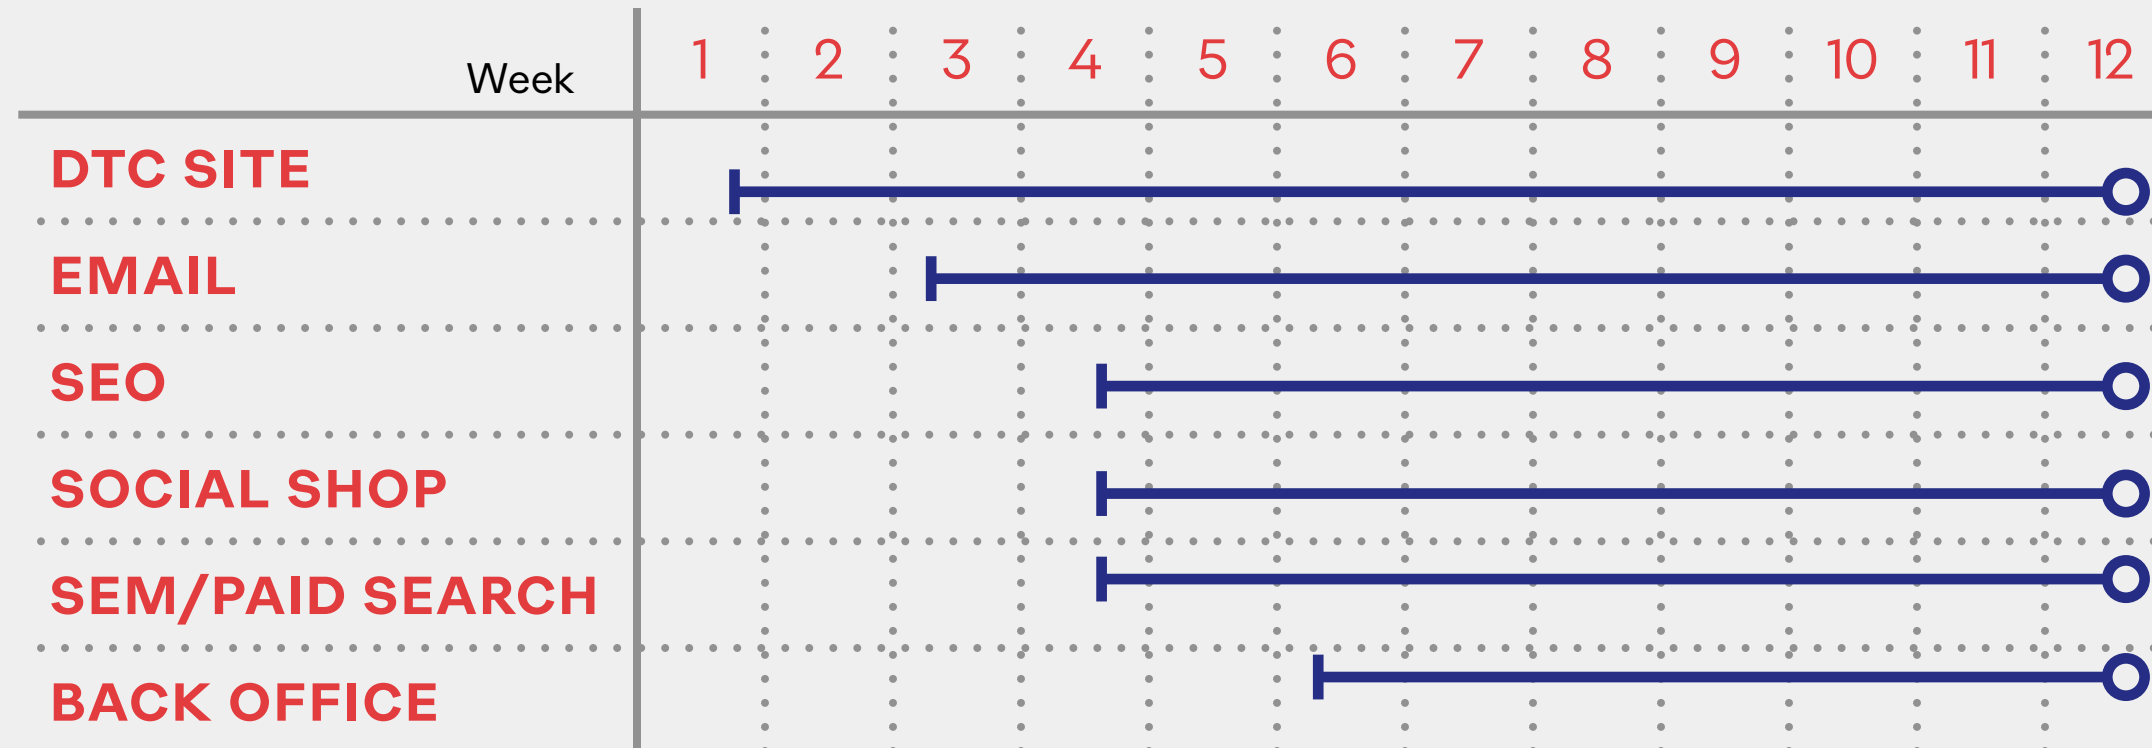 Week 1 2 3 4 5 6 7 8 9 10 11 12
DTC SITE
EMAIL
SEO
SOCIAL SHOP
SEM/PAID SEARCH
BACK OFFICE